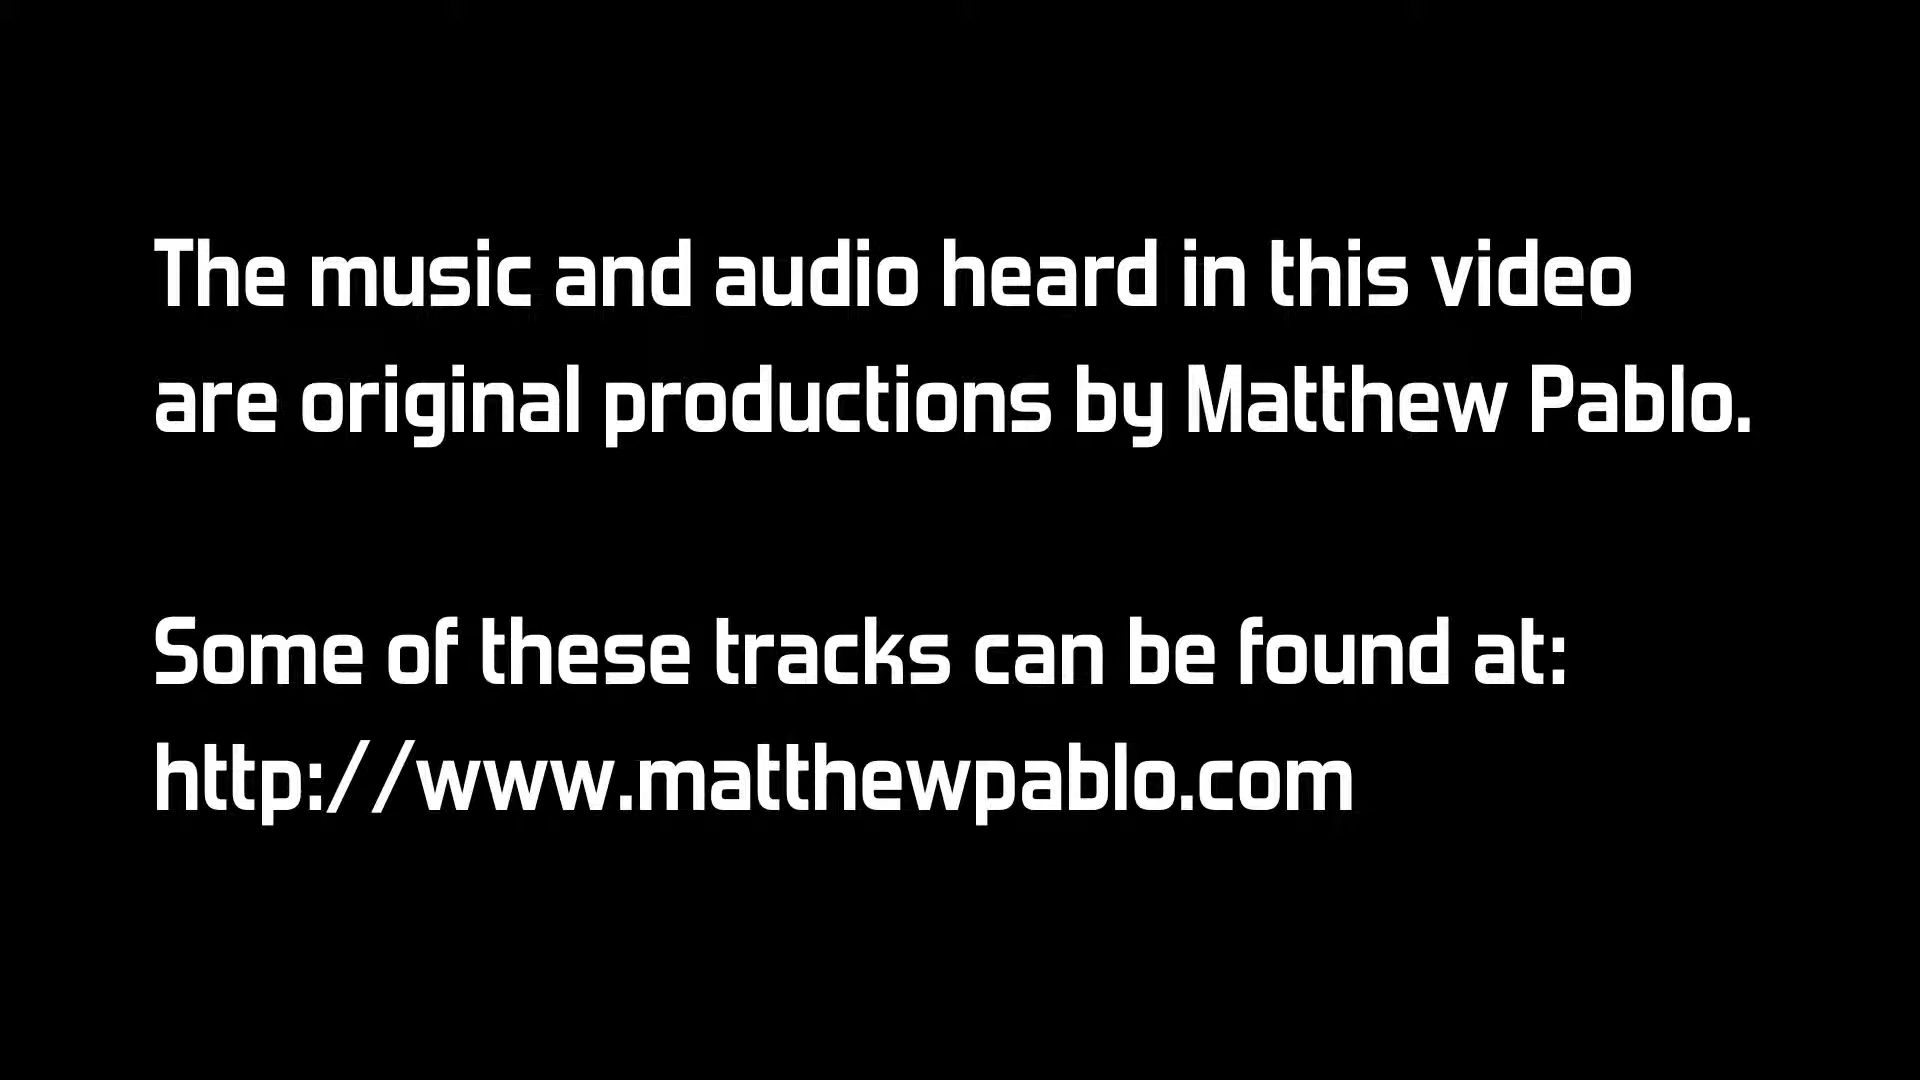 The music and audio heard in this video
are original productions by Matthew Pablo.
Some of these tracks can be found at:
http://www.matthewpablo.com